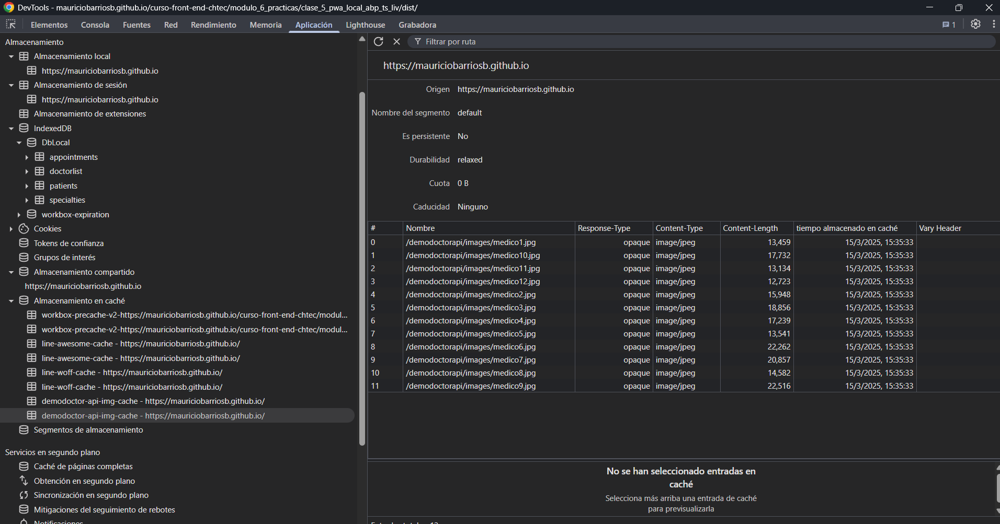 DevTools - mauriciobarriosb.github.io/curso-front-end-chtec/modulo_6_practicas/clase_5_pwa_local_abp_ts_liv/dist/
Elementos Consola Fuentes Red Rendimiento Memoria Aplicación Lighthouse Grabadora 1
Almacenamiento
Almacenamiento local
https://mauriciobarriosb.github.io
Almacenamiento de sesión
https://mauriciobarriosb.github.io
Almacenamiento de extensiones
IndexedDB
DbLocal
appointments
doctorlist
patients
specialties
workbox-expiration
Cookies
Tokens de confianza
Grupos de interés
Almacenamiento compartido
https://mauriciobarriosb.github.io
Almacenamiento en caché
workbox-precache-v2-https://mauriciobarriosb.github.io/curso-front-end-chtec/modul...
workbox-precache-v2-https://mauriciobarriosb.github.io/curso-front-end-chtec/modul...
line-awesome-cache - https://mauriciobarriosb.github.io/
line-awesome-cache - https://mauriciobarriosb.github.io/
line-woff-cache - https://mauriciobarriosb.github.io/
line-woff-cache - https://mauriciobarriosb.github.io/
demodoctor-api-img-cache - https://mauriciobarriosb.github.io/
demodoctor-api-img-cache - https://mauriciobarriosb.github.io/
Segmentos de almacenamiento
Servicios en segundo plano
Caché de páginas completas
Obtención en segundo plano
Sincronización en segundo plano
Mitigaciones del seguimiento de rebotes
Notificaciones
Filtrar por ruta
https://mauriciobarriosb.github.io
Origen https://mauriciobarriosb.github.io
Nombre del segmento default
Es persistente No
Durabilidad relaxed
Cuota 0 B
Caducidad Ninguno
# Nombre Response-Type Content-Type Content-Length tiempo almacenado en caché Vary Header
0 /demodoctorapi/images/medico1.jpg opaque image/jpeg 13,459 15/3/2025, 15:35:33
1 /demodoctorapi/images/medico10.jpg opaque image/jpeg 17,732 15/3/2025, 15:35:33
2 /demodoctorapi/images/medico11.jpg opaque image/jpeg 13,134 15/3/2025, 15:35:33
3 /demodoctorapi/images/medico12.jpg opaque image/jpeg 12,723 15/3/2025, 15:35:33
4 /demodoctorapi/images/medico2.jpg opaque image/jpeg 15,948 15/3/2025, 15:35:33
5 /demodoctorapi/images/medico3.jpg opaque image/jpeg 18,856 15/3/2025, 15:35:33
6 /demodoctorapi/images/medico4.jpg opaque image/jpeg 17,239 15/3/2025, 15:35:33
7 /demodoctorapi/images/medico5.jpg opaque image/jpeg 13,541 15/3/2025, 15:35:33
8 /demodoctorapi/images/medico6.jpg opaque image/jpeg 22,262 15/3/2025, 15:35:33
9 /demodoctorapi/images/medico7.jpg opaque image/jpeg 20,857 15/3/2025, 15:35:33
10 /demodoctorapi/images/medico8.jpg opaque image/jpeg 14,582 15/3/2025, 15:35:33
11 /demodoctorapi/images/medico9.jpg opaque image/jpeg 22,516 15/3/2025, 15:35:33
No se han seleccionado entradas en
caché
Selecciona más arriba una entrada de caché
para previsualizarla